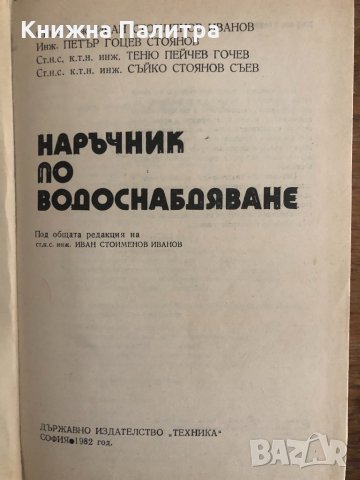 Книжна Палитра
ИВАНОВ
Инж. ПЕТЪР ГОЦЕВ СТОЯНОВ
Ст.н.с. к.т.н. инж. ТЕНЮ ПЕЙЧЕВ ГОЧЕВ
Ст.н.с. к.т.н. инж. СЪЙКО СТОЯНОВ СЪЕВ
НАРЪЧНИК
ПО
ВОДОСНАБДЯВАНЕ
Под общата редакция на
ст.н.с. инж. ИВАН СТОИМЕНОВ ИВАНОВ
ДЪРЖАВНО ИЗДАТЕЛСТВО „ТЕХНИКА“
СОФИЯ●1982 год.
BAZAR